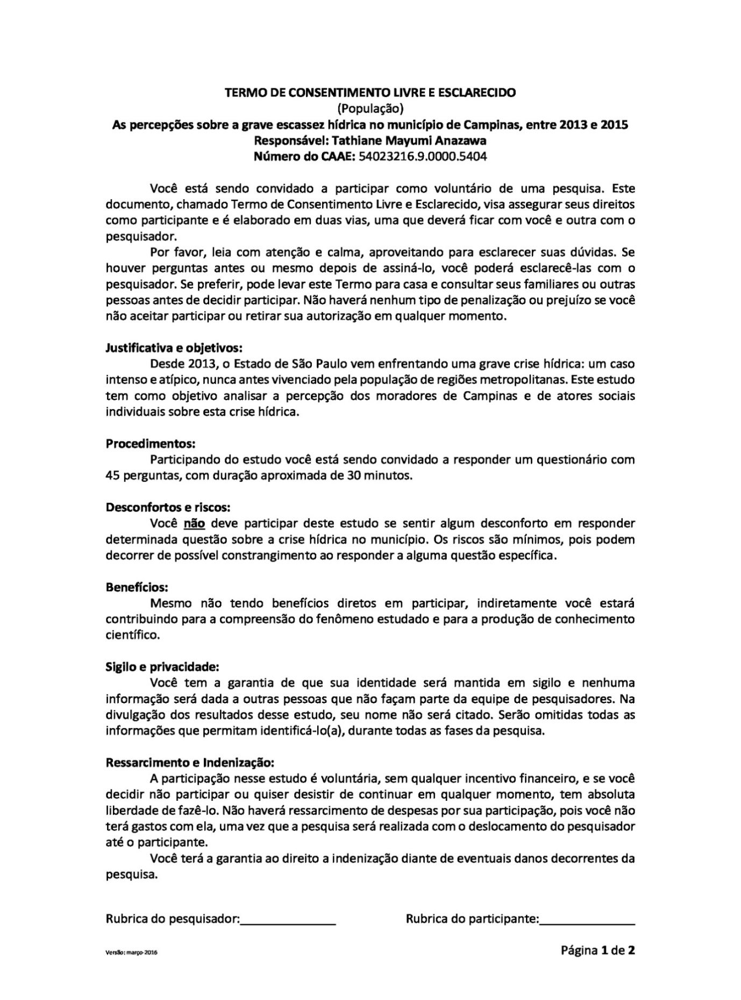 TERMO DE CONSENTIMENTO LIVRE E ESCLARECIDO
(População)
As percepções sobre a grave escassez hídrica no município de Campinas, entre 2013 e 2015
Responsável: Tathiane Mayumi Anazawa
Número do CAAE: 54023216.9.0000.5404
Você está sendo convidado a participar como voluntário de uma pesquisa. Este
documento, chamado Termo de Consentimento Livre e Esclarecido, visa assegurar seus direitos
como participante e é elaborado em duas vias, uma que deverá ficar com você e outra com o
pesquisador.
Por favor, leia com atenção e calma, aproveitando para esclarecer suas dúvidas. Se
houver perguntas antes ou mesmo depois de assiná-lo, você poderá esclarecê-las com o
pesquisador. Se preferir, pode levar este Termo para casa e consultar seus familiares ou outras
pessoas antes de decidir participar. Não haverá nenhum tipo de penalização ou prejuízo se você
não aceitar participar ou retirar sua autorização em qualquer momento.
Justificativa e objetivos:
Desde 2013, o Estado de São Paulo vem enfrentando uma grave crise hídrica: um caso
intenso e atípico, nunca antes vivenciado pela população de regiões metropolitanas. Este estudo
tem como objetivo analisar a percepção dos moradores de Campinas e de atores sociais
individuais sobre esta crise hídrica.
Procedimentos:
Participando do estudo você está sendo convidado a responder um questionário com
45 perguntas, com duração aproximada de 30 minutos.
Desconfortos e riscos:
Você não deve participar deste estudo se sentir algum desconforto em responder
determinada questão sobre a crise hídrica no município. Os riscos são mínimos, pois podem
decorrer de possível constrangimento ao responder a alguma questão específica.
Benefícios:
Mesmo não tendo benefícios diretos em participar, indiretamente você estará
contribuindo para a compreensão do fenômeno estudado e para a produção de conhecimento
científico.
Sigilo e privacidade:
Você tem a garantia de que sua identidade será mantida em sigilo e nenhuma
informação será dada a outras pessoas que não façam parte da equipe de pesquisadores. Na
divulgação dos resultados desse estudo, seu nome não será citado. Serão omitidas todas as
informações que permitam identificá-lo(a), durante todas as fases da pesquisa.
Ressarcimento e Indenização:
A participação nesse estudo é voluntária, sem qualquer incentivo financeiro, e se você
decidir não participar ou quiser desistir de continuar em qualquer momento, tem absoluta
liberdade de fazê-lo. Não haverá ressarcimento de despesas por sua participação, pois você não
terá gastos com ela, uma vez que a pesquisa será realizada com o deslocamento do pesquisador
até o participante.
Você terá a garantia ao direito a indenização diante de eventuais danos decorrentes da
pesquisa.
Rubrica do pesquisador:_______________ Rubrica do participante:_______________
Versão: março-2016 Página 1 de 2